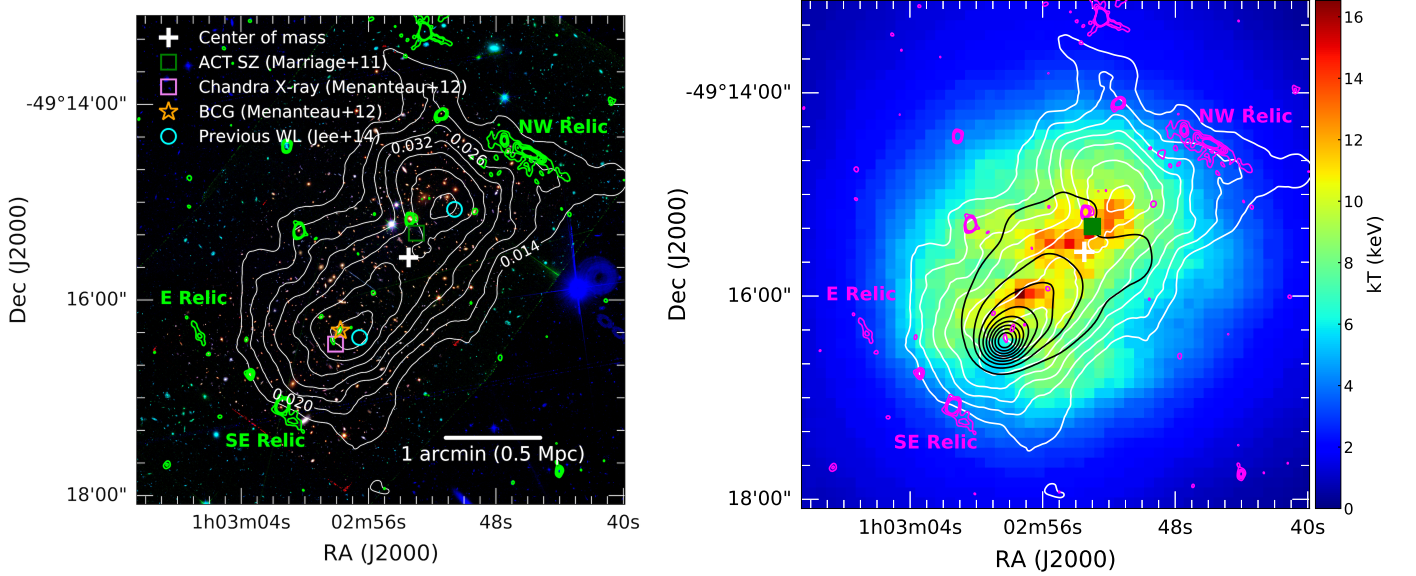 Center of mass
ACT SZ (Marriage+11)
Chandra X-ray (Menanteau+12)
BCG (Menanteau+12)
Previous WL (Jee+14)
NW Relic
0.032
0.026
0.014
0.020
E Relic
SE Relic
1 arcmin (0.5 Mpc)
-49°14'00"
16'00"
18'00"
Dec (J2000)
1h03m04s
02m56s
48s
40s
RA (J2000)
NW Relic
E Relic
SE Relic
-49°14'00"
16'00"
18'00"
Dec (J2000)
1h03m04s
02m56s
48s
40s
RA (J2000)
16
14
12
10
8
6
4
2
0
kT (keV)